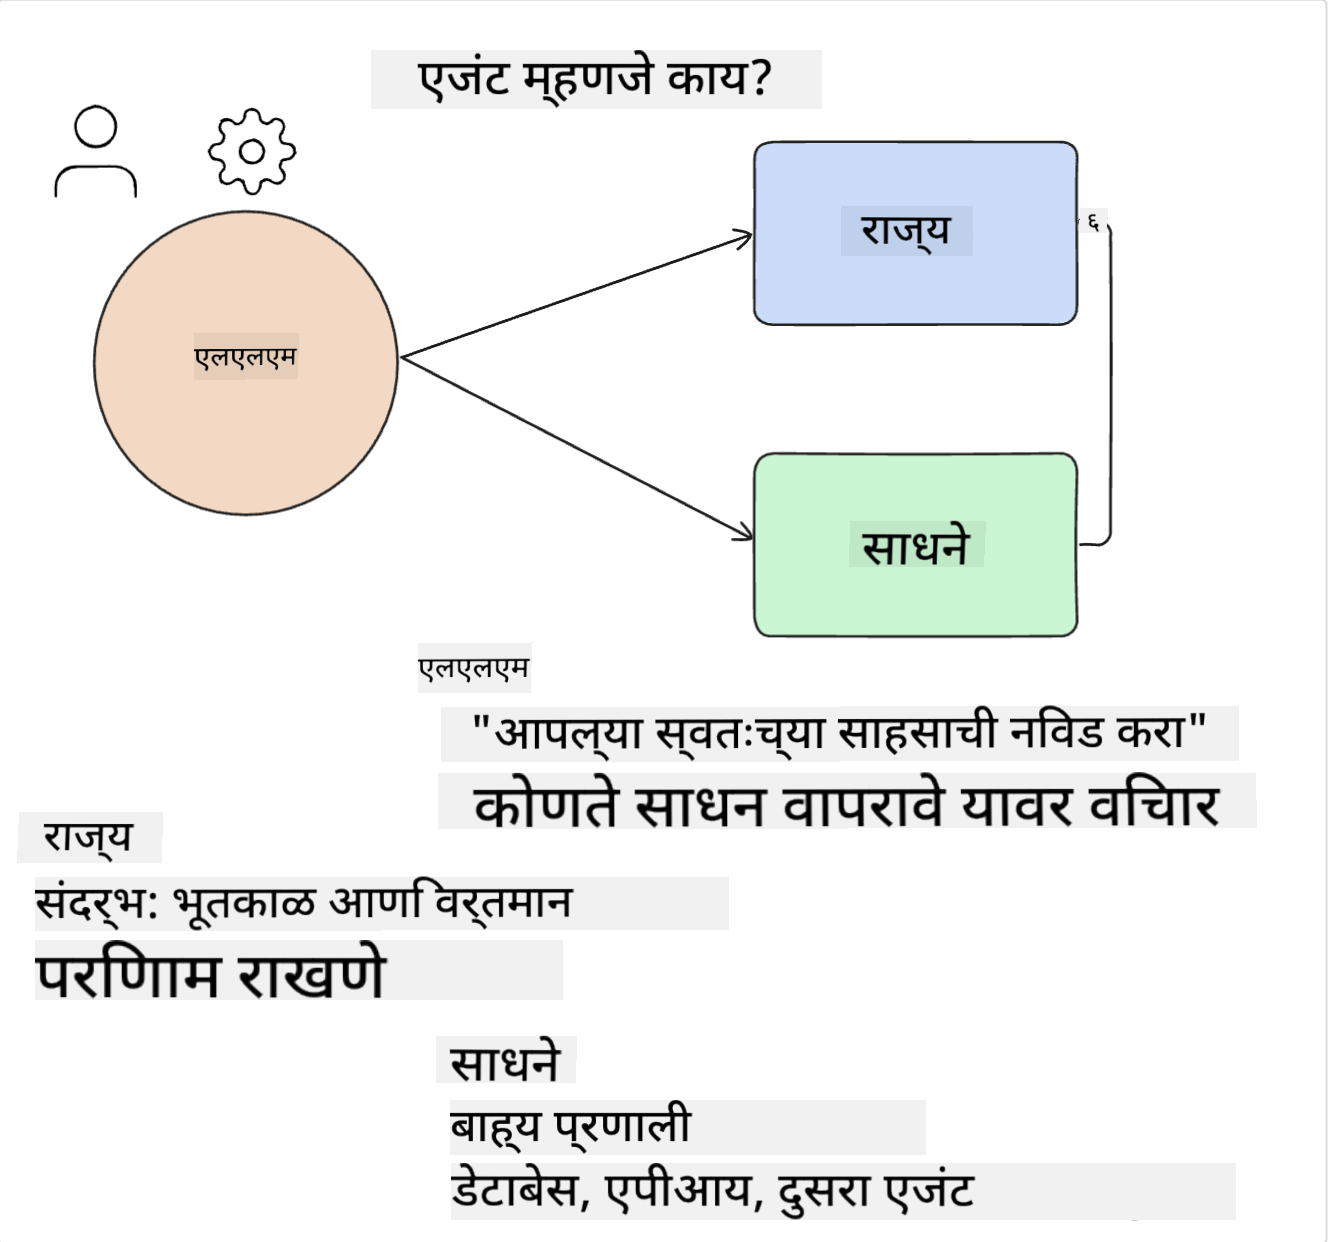 एजंट म्हणजे काय?
राज्य
६
एलएलएम
साधने
एलएलएम
"आपल्या स्वतःच्या साहसाची निवड करा"
कोणते साधन वापरावे यावर विचार
राज्य
संदर्भ: भूतकाळ आणि वर्तमान
परिणाम राखणे
साधने
बाह्य प्रणाली
डेटाबेस, एपीआय, दुसरा एजंट